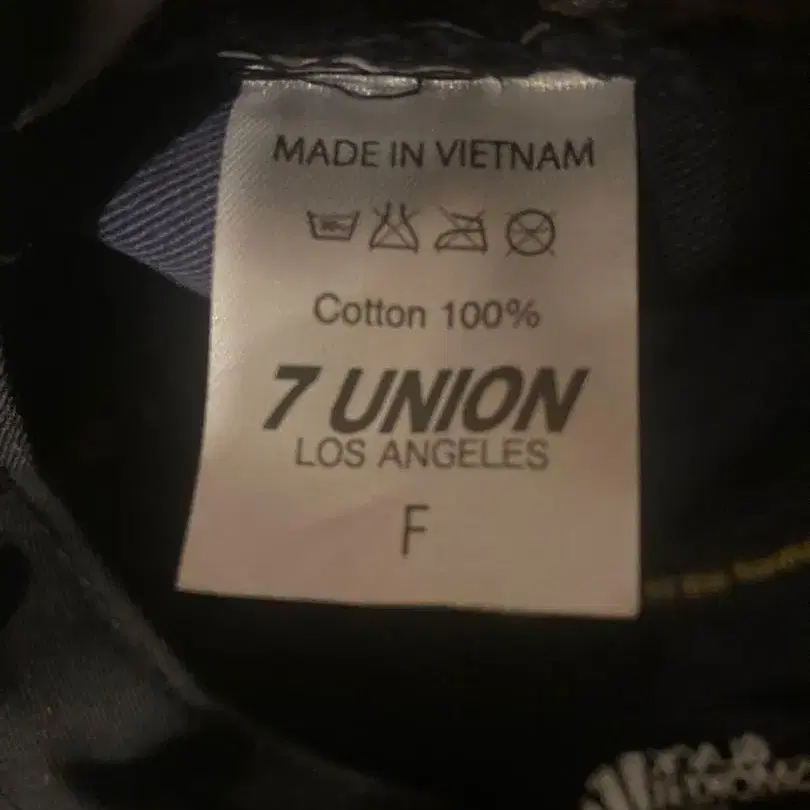 MADE IN VIETNAM
Cotton 100%
7 UNION
LOS ANGELES
F